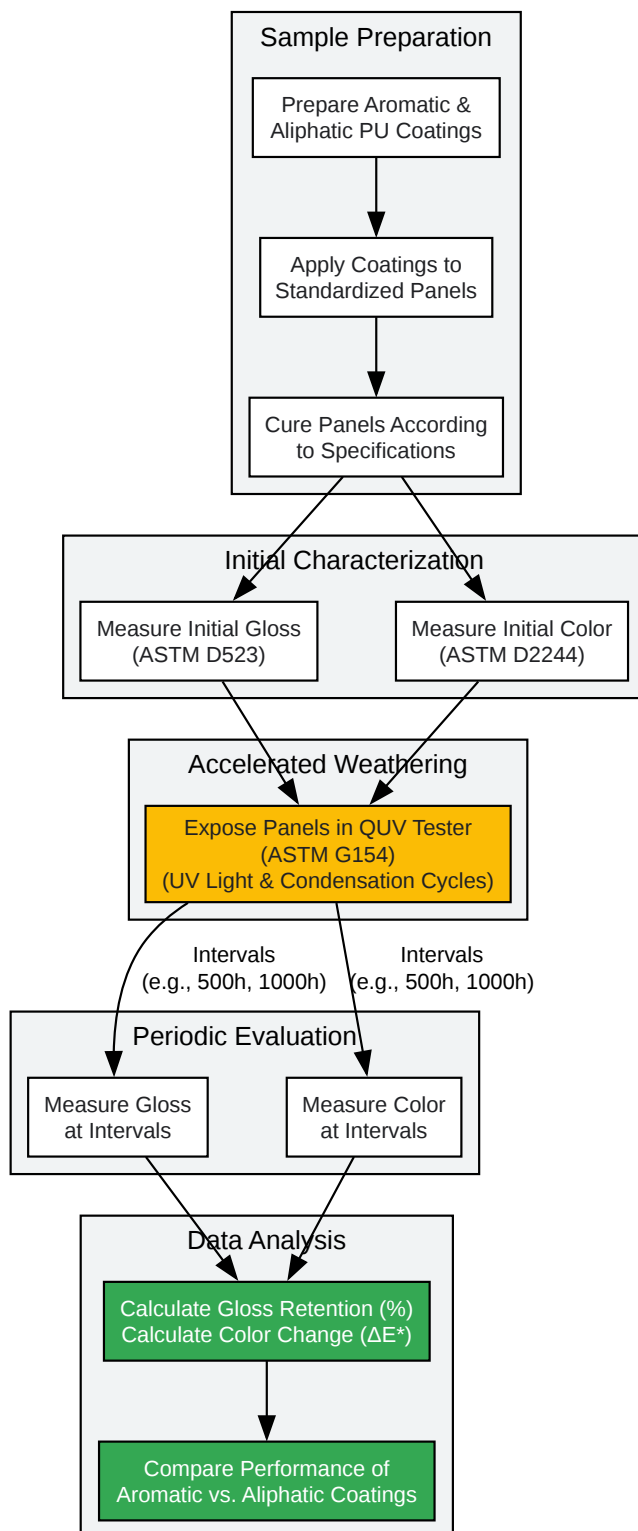 Sample Preparation
Prepare Aromatic &
Aliphatic PU Coatings
Apply Coatings to
Standardized Panels
Cure Panels According
to Specifications
Initial Characterization
Measure Initial Gloss
(ASTM D523)
Measure Initial Color
(ASTM D2244)
Accelerated Weathering
Expose Panels in QUV Tester
(ASTM G154)
(UV Light & Condensation Cycles)
Intervals
(e.g., 500h, 1000h)
Intervals
(e.g., 500h, 1000h)
Periodic Evaluation
Measure Gloss
at Intervals
Measure Color
at Intervals
Data Analysis
Calculate Gloss Retention (%)
Calculate Color Change (ΔE*)
Compare Performance of
Aromatic vs. Aliphatic Coatings